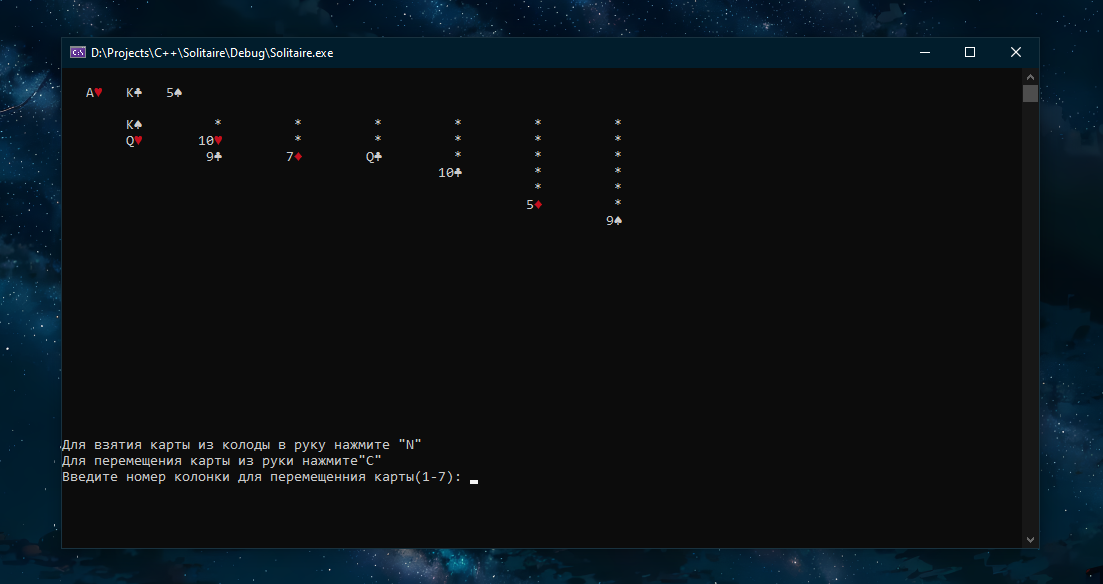 D:\Projects\C++\Solitaire\Debug\Solitaire.exe
A♥ K♣ 5♠
K♠ * * * * * *
Q♥ 10♥ * * * * *
9♣ 7♦ Q♣ * * *
10♣ * *
* *
5♦ *
9♠
Для взятия карты из колоды в руку нажмите "N"
Для перемещения карты из руки нажмите"C"
Введите номер колонки для перемещенния карты(1-7):